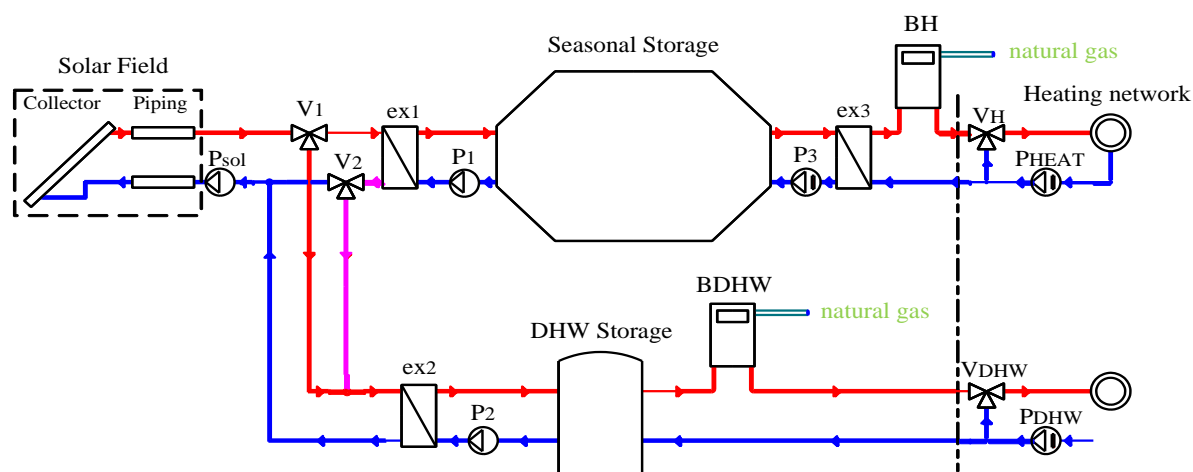 BH
Seasonal Storage
natural gas
Solar Field
Collector
Piping
V1
ex1
ex3
VH
Heating network
Psol
V2
P1
P3
PHEAT
BDHW
natural gas
DHW Storage
ex2
P2
VDHW
PDHW